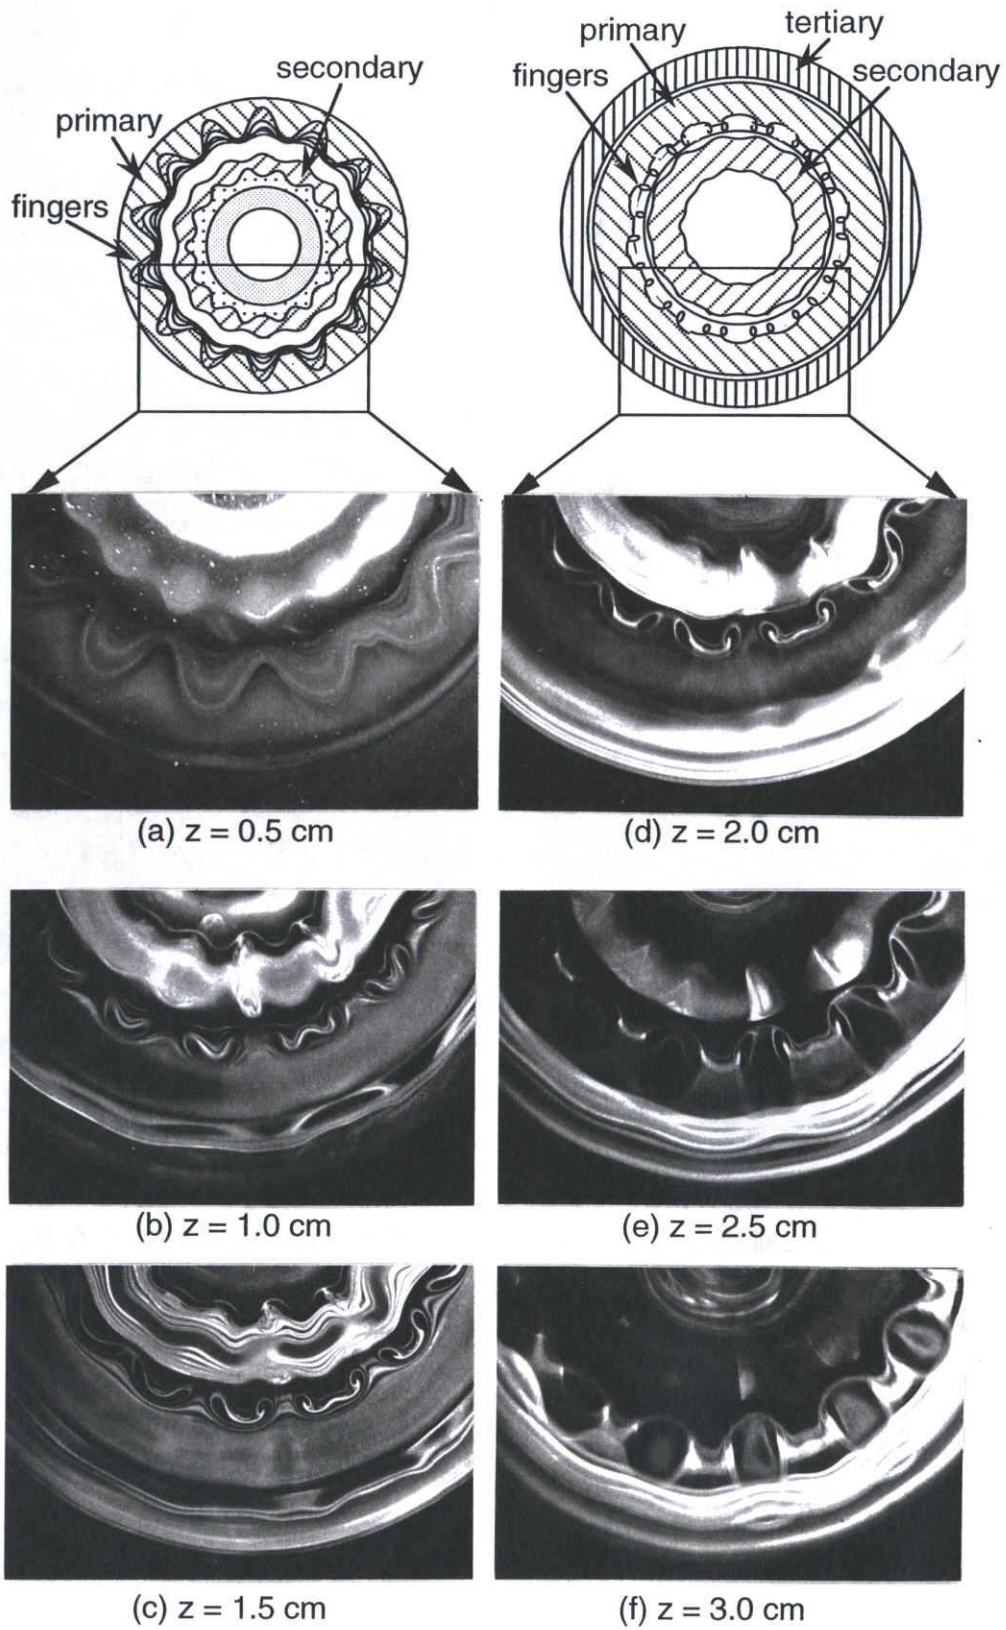 secondary
primary
fingers
tertiary
primary
fingers
secondary
(a) z = 0.5 cm
(d) z = 2.0 cm
(b) z = 1.0 cm
(e) z = 2.5 cm
(c) z = 1.5 cm
(f) z = 3.0 cm